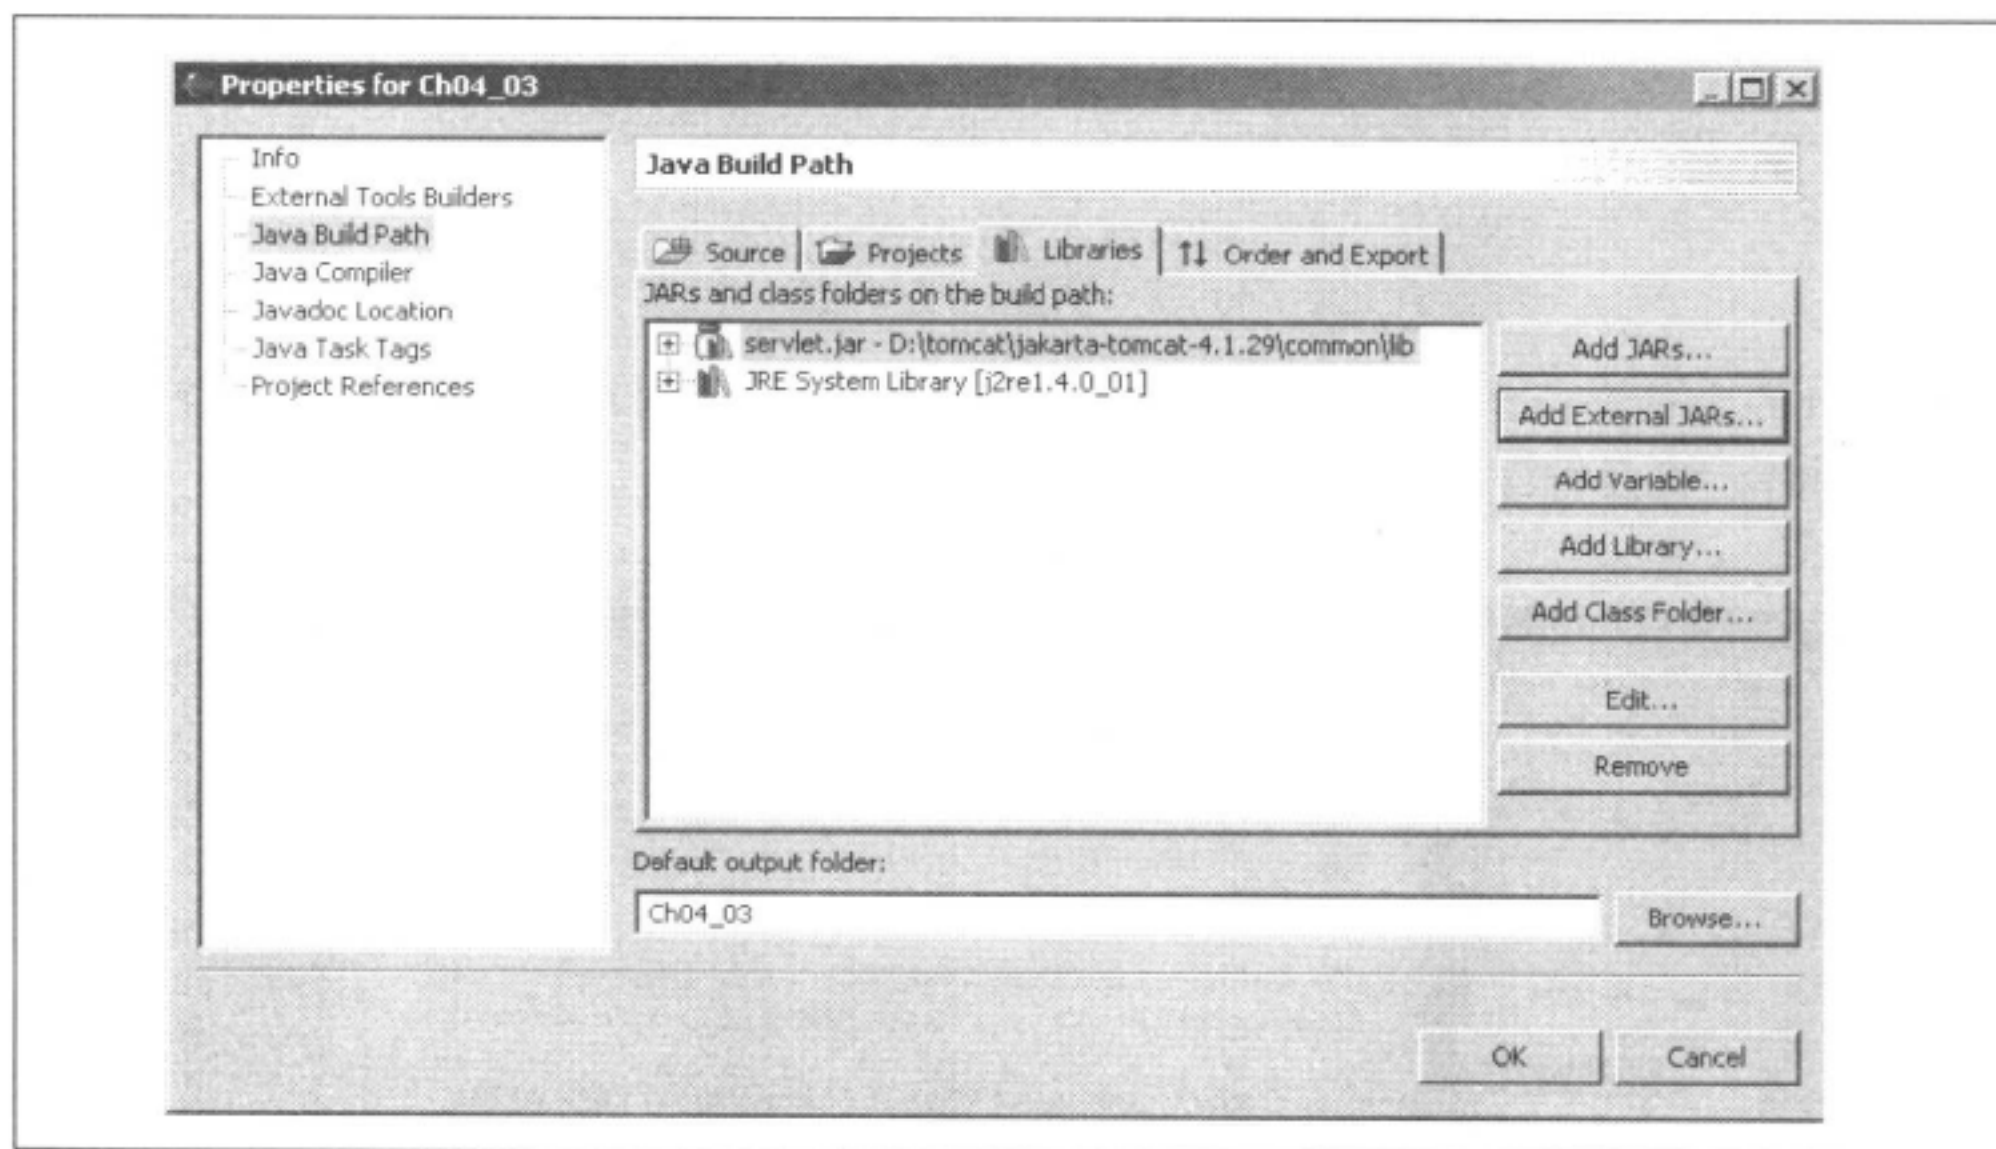 Properties for Ch04_03
Info
External Tools Builders
Java Build Path
Java Compiler
Javadoc Location
Java Task Tags
Project References
Java Build Path
Source
Projects
Libraries
Order and Export
JARs and class folders on the build path:
servlet.jar - D:\tomcat\jakarta-tomcat-4.1.29\common\lib
JRE System Library [j2re1.4.0_01]
Add JARs...
Add External JARs...
Add Variable...
Add Library...
Add Class Folder...
Edit...
Remove
Default output folder:
Ch04_03
Browse...
OK
Cancel